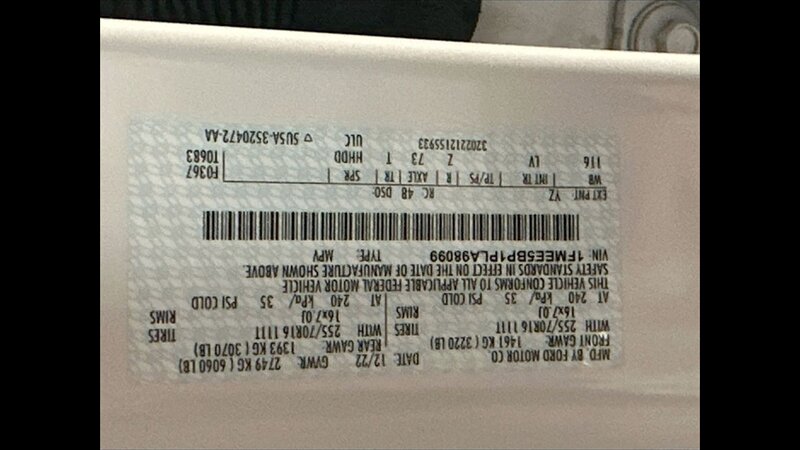 MFD. BY FORD MOTOR CO. DATE: 12/22 GVWR: 2749 KG ( 6060 LB)
FRONT GAWR: 1461 KG ( 3220 LB) REAR GAWR: 1393 KG ( 3070 LB)
WITH 255/70R16 111T TIRES WITH 255/70R16 111T TIRES
16x7.0J RIMS 16x7.0J RIMS
AT 240 kPa/ 35 PSI COLD AT 240 kPa/ 35 PSI COLD
THIS VEHICLE CONFORMS TO ALL APPLICABLE FEDERAL MOTOR VEHICLE
SAFETY STANDARDS IN EFFECT ON THE DATE OF MANUFACTURE SHOWN ABOVE
VIN: 1FMEE5BP1PLA98099 TYPE: MPV
EXT PNT: YZ RC: 48 DSO:
WB | INT TR | TP/PS | R | AXLE | TR | SPR F0367
116 LV Z 73 T HHDD T0683
3202212155933 ULC 5USA-3520472-AA